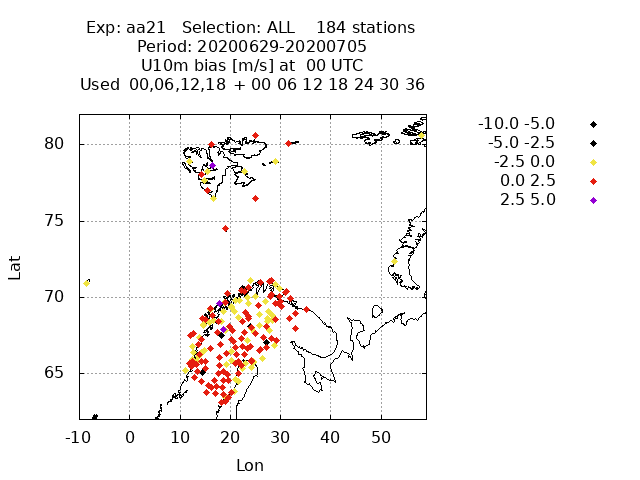 Exp: aa21 Selection: ALL 184 stations
Period: 20200629-20200705
U10m bias [m/s] at 00 UTC
Used 00,06,12,18 + 00 06 12 18 24 30 36
-10.0 -5.0
-5.0 -2.5
-2.5 0.0
0.0 2.5
2.5 5.0
80
75
70
65
Lat
-10 0 10 20 30 40 50
Lon